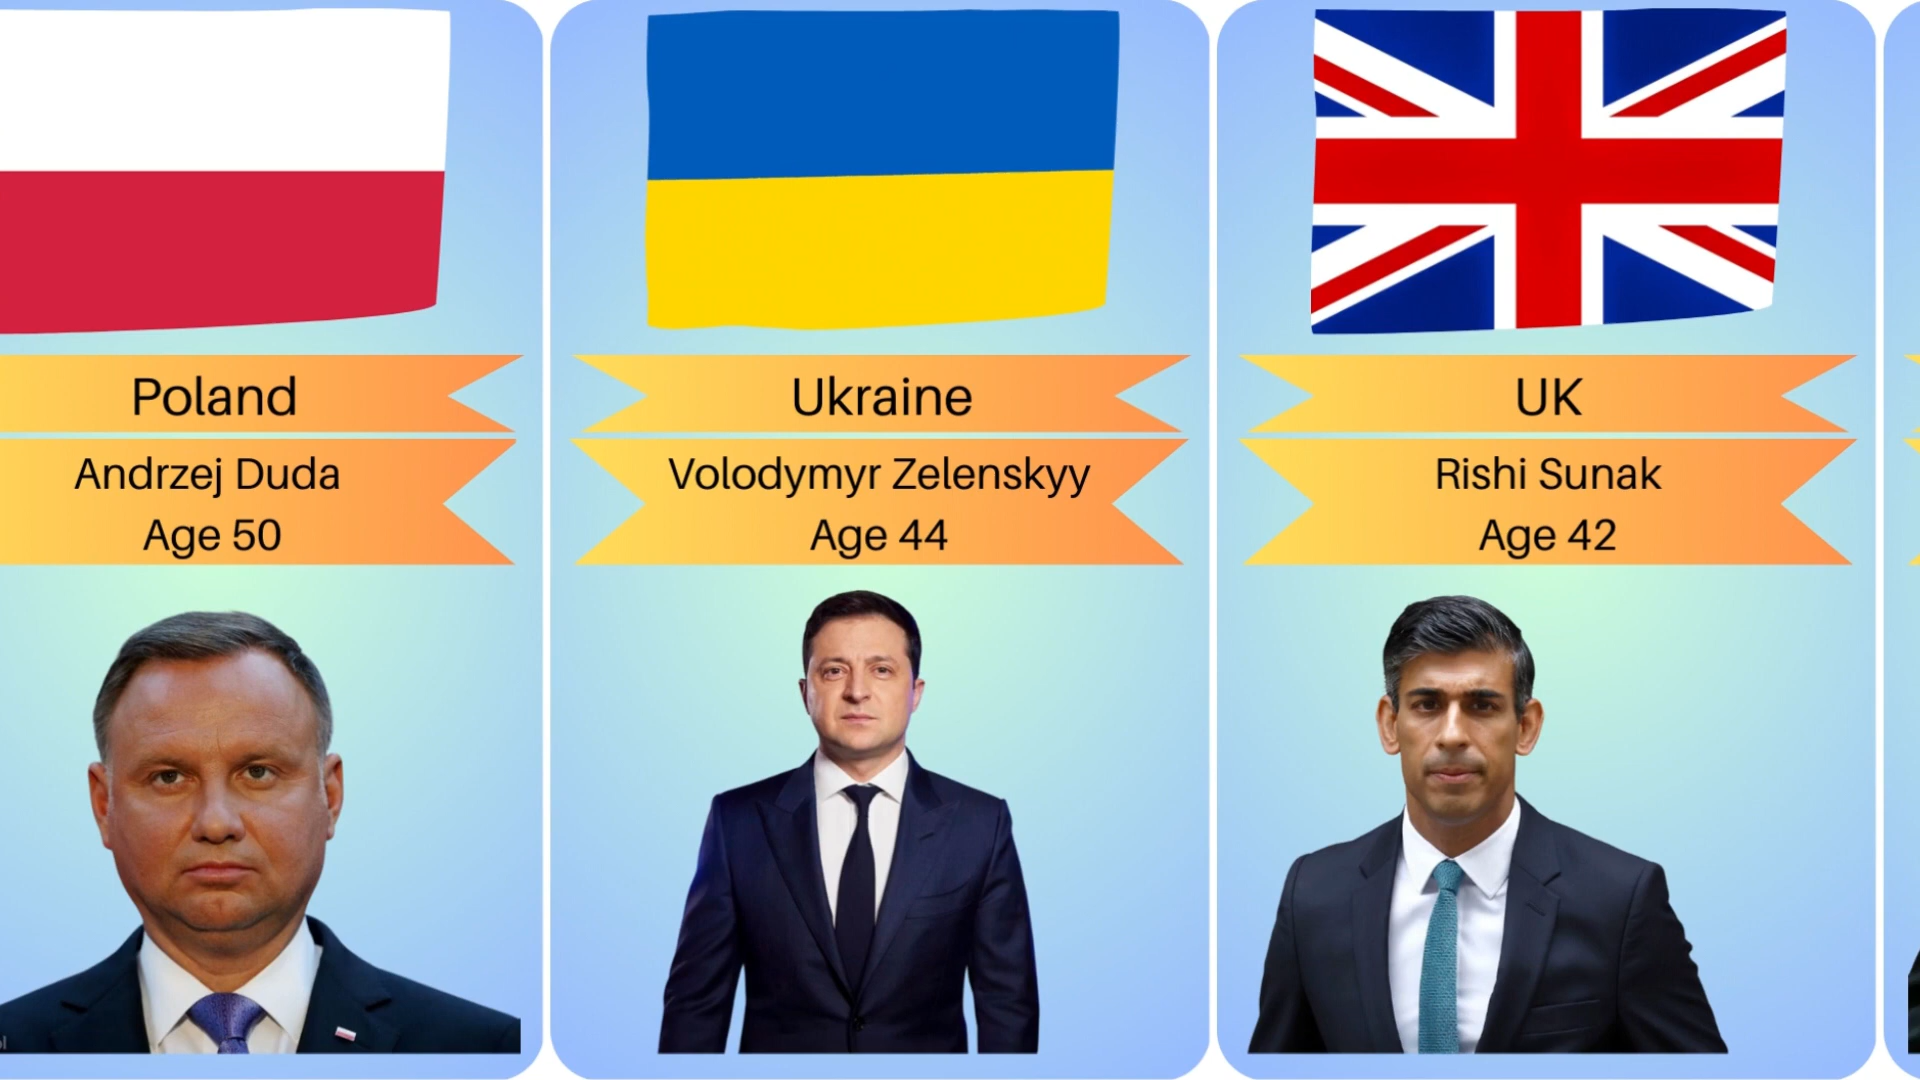 Poland
Andrzej Duda
Age 50
Ukraine
Volodymyr Zelenskyy
Age 44
UK
Rishi Sunak
Age 42